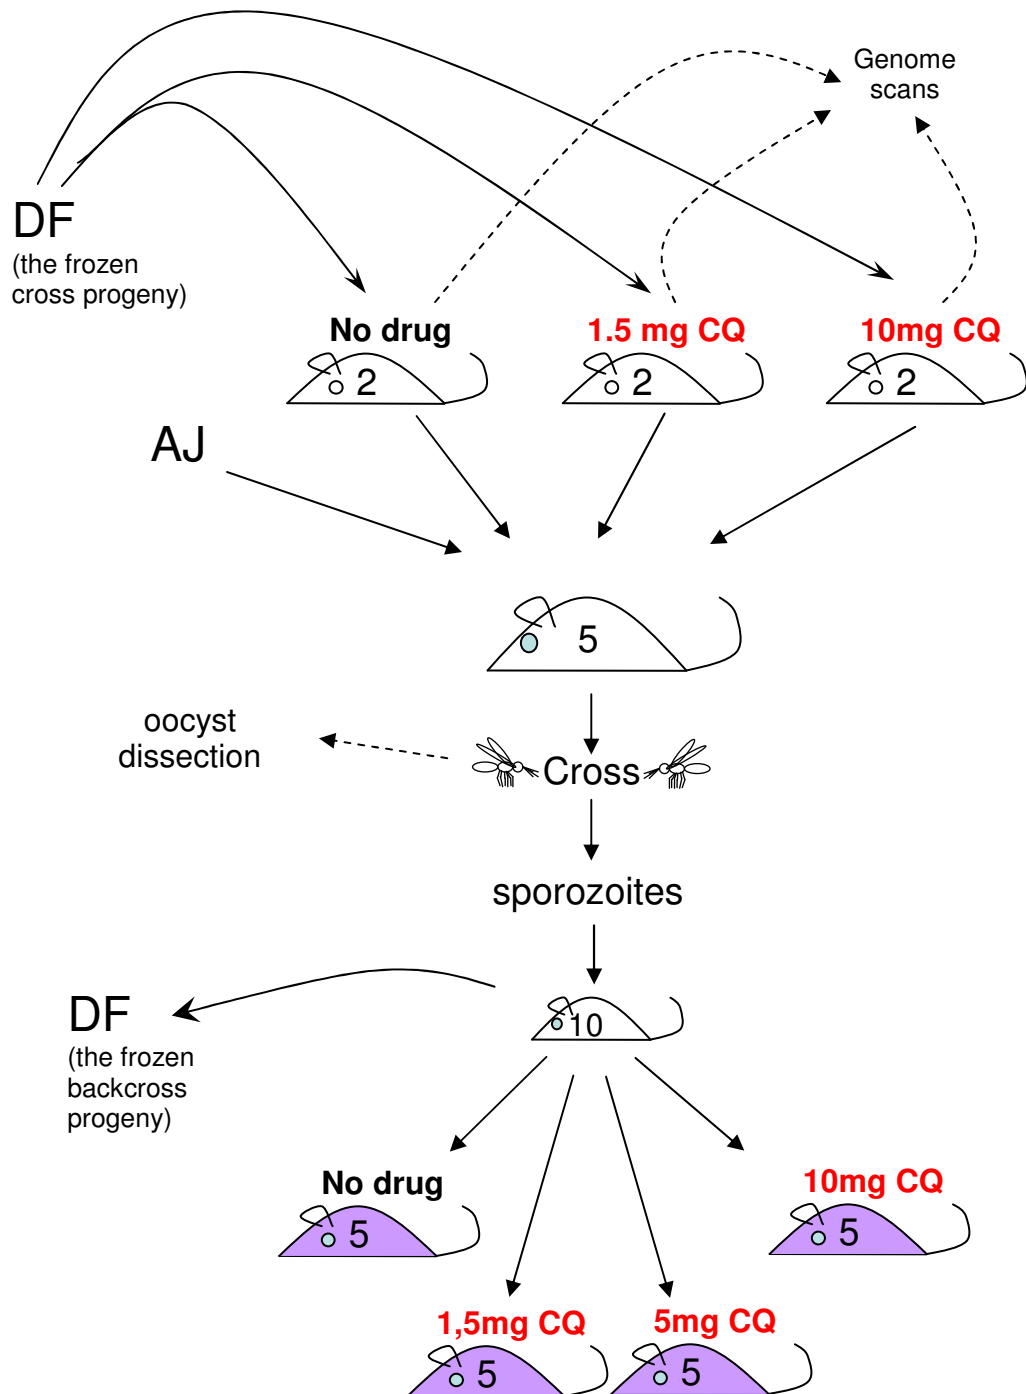 Genome
scans
DF
(the frozen
cross progeny)
No drug
1.5 mg CQ
10mg CQ
2
2
2
AJ
5
oocyst
dissection
Cross
sporozoites
10
DF
(the frozen
backcross
progeny)
No drug
10mg CQ
5
5
1,5mg CQ
5mg CQ
5
5